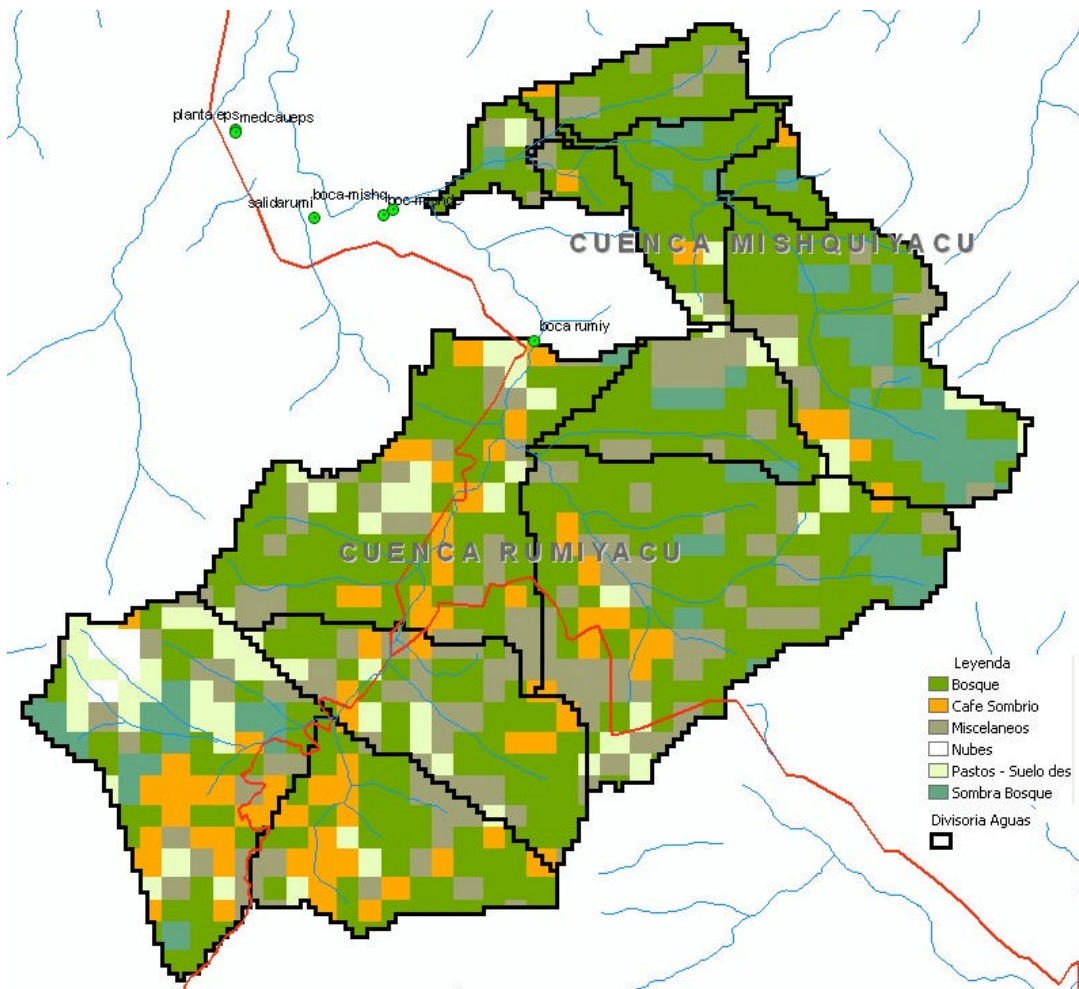 planta eps medcaueps
salidarumi boca-mishq
CUENCA MISHQUIYACU
boca rumiy
CUENCA RUMIYACU
Leyenda
Bosque
Cafe Sombrio
Miscelaneos
Nubes
Pastos - Suelo des
Sombra Bosque
Divisoria Aguas